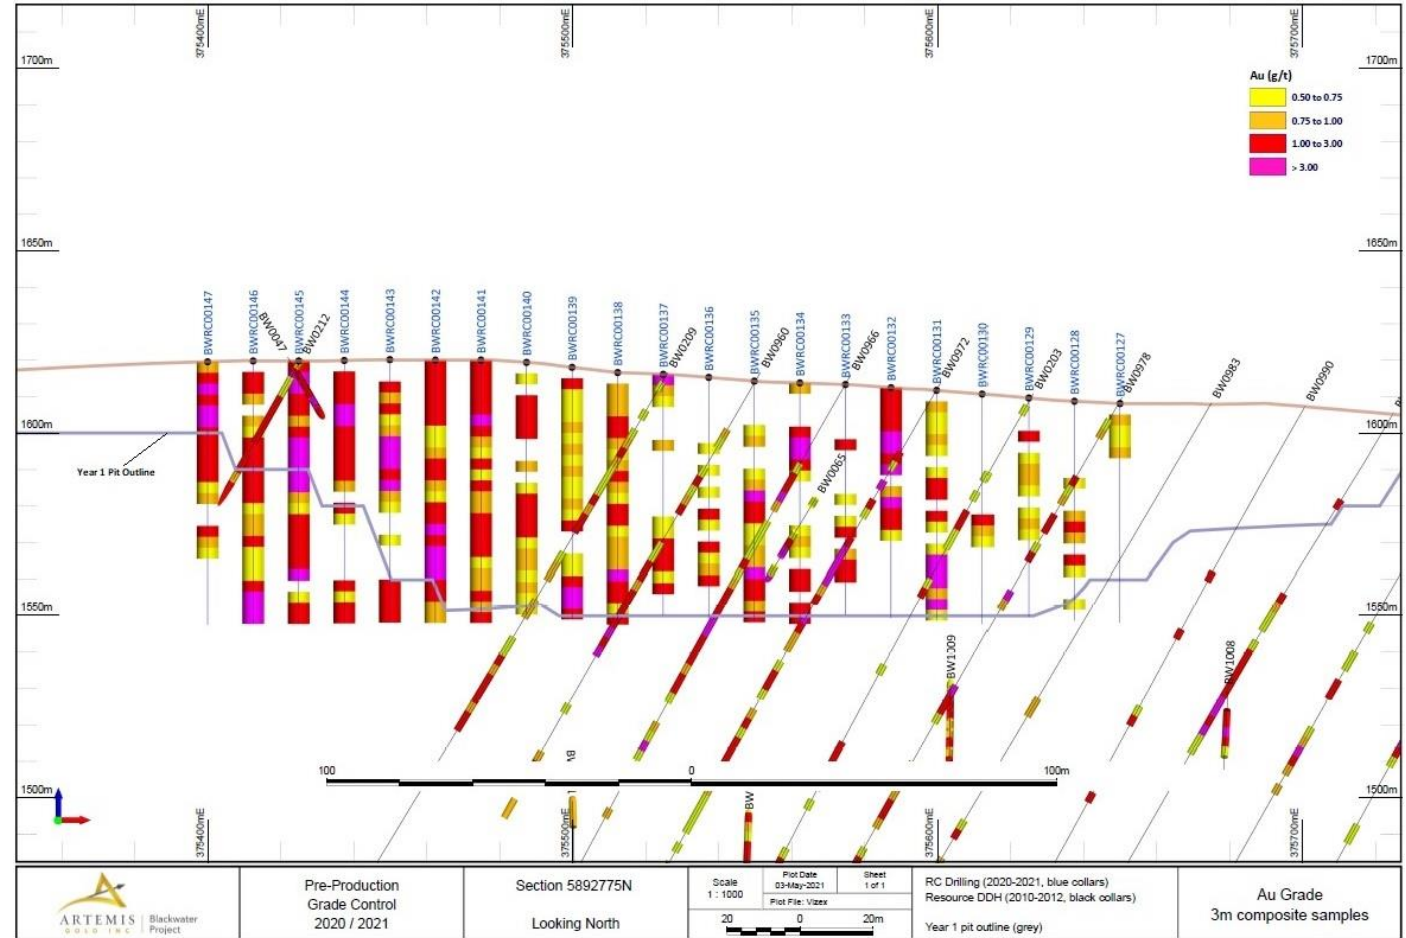 375400mE
375500mE
375600mE
375700mE
1700m
1700m
Au (g/t)
0.50 to 0.75
0.75 to 1.00
1.00 to 3.00
> 3.00
1650m
1650m
BWRC00147
BWRC00146
BW0047
BWRC00145
BW0212
BWRC00144
BWRC00143
BWRC00142
BWRC00141
BWRC00140
BWRC00139
BWRC00138
BWRC00137
BW0209
BWRC00136
BWRC00135
BW0960
BWRC00134
BWRC00133
BW0966
BWRC00132
BWRC00131
BW0972
BWRC00130
BWRC00129
BW0203
BWRC00128
BWRC00127
BW0978
BW0983
BW0990
1600m
1600m
Year 1 Pit Outline
BW0065
1550m
1550m
BW1009
BW1008
100
0
100m
1500m
1500m
BW
375400mE
375500mE
375600mE
375700mE
ARTEMIS
GOLD INC
Blackwater
Project
Pre-Production
Grade Control
2020 / 2021
Section 5892775N
Looking North
Scale
1 : 1000
Plot Date
03-May-2021
Sheet
1 of 1
Plot File: Vizex
20
0
20m
RC Drilling (2020-2021, blue collars)
Resource DDH (2010-2012, black collars)
Year 1 pit outline (grey)
Au Grade
3m composite samples